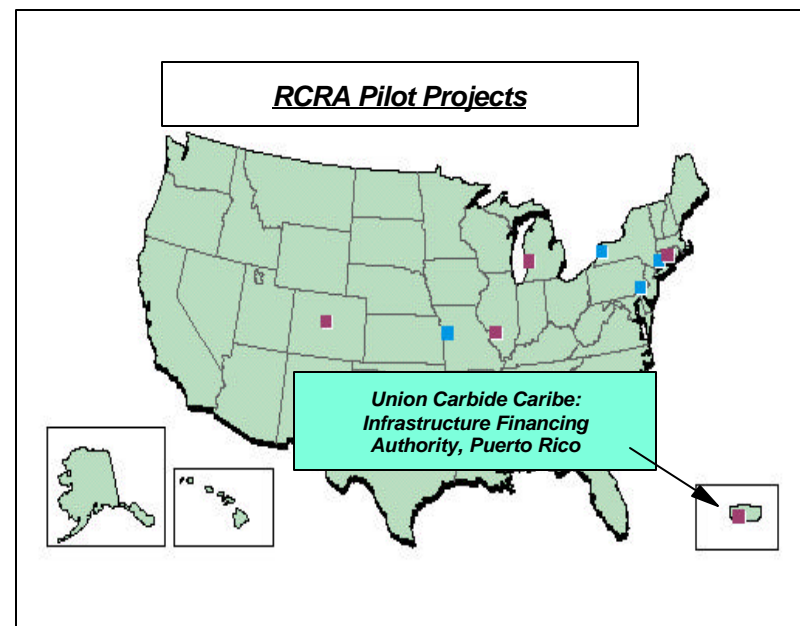 RCRA Pilot Projects
Union Carbide Caribe:
Infrastructure Financing
Authority, Puerto Rico